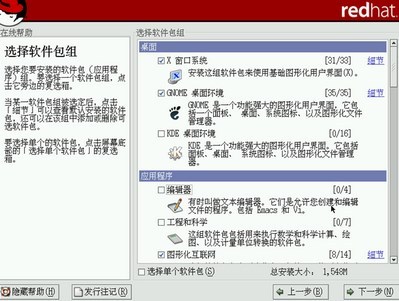 redhat.
在线帮助
选择软件包组
选择您要安装的软件包（应用程序）组。要选择一个软件包组，点击它旁边的复选箱。
当某一软件包组被选定后，点击「细节」可以查看默认安装的软件包，还可以在该组中添加或删除可选软件包。
要选择单个的软件包，点击屏幕底部的「选择单个软件包」的复选箱。
选择软件包组
桌面
X 窗口系统 [31/33] 细节
安装这组软件包来使用基础图形化用户界面(X)。
GNOME 桌面环境 [35/35] 细节
GNOME 是一个功能强大的图形化用户界面。它包括一个面板、桌面、系统图标、以及图形化文件管理器。
KDE 桌面环境 [0/16]
KDE 是一个功能强大的图形化用户界面。它包括面板、桌面、系统图标、以及图形化文件管理器。
应用程序
编辑器 [0/4]
有时叫做文本编辑器。它们是允许您创建和编辑文件的程序。包括 Emacs 和 Vi。
工程和科学 [0/7]
这组软件包包括用来执行数学和科学计算、绘图、以及计量单位转换的软件包。
图形化互联网 [8/14] 细节
选择单个软件包(S)
总安装大小： 1,548M
隐藏帮助(H)
发行注记(R)
上一步(B)
下一步(N)